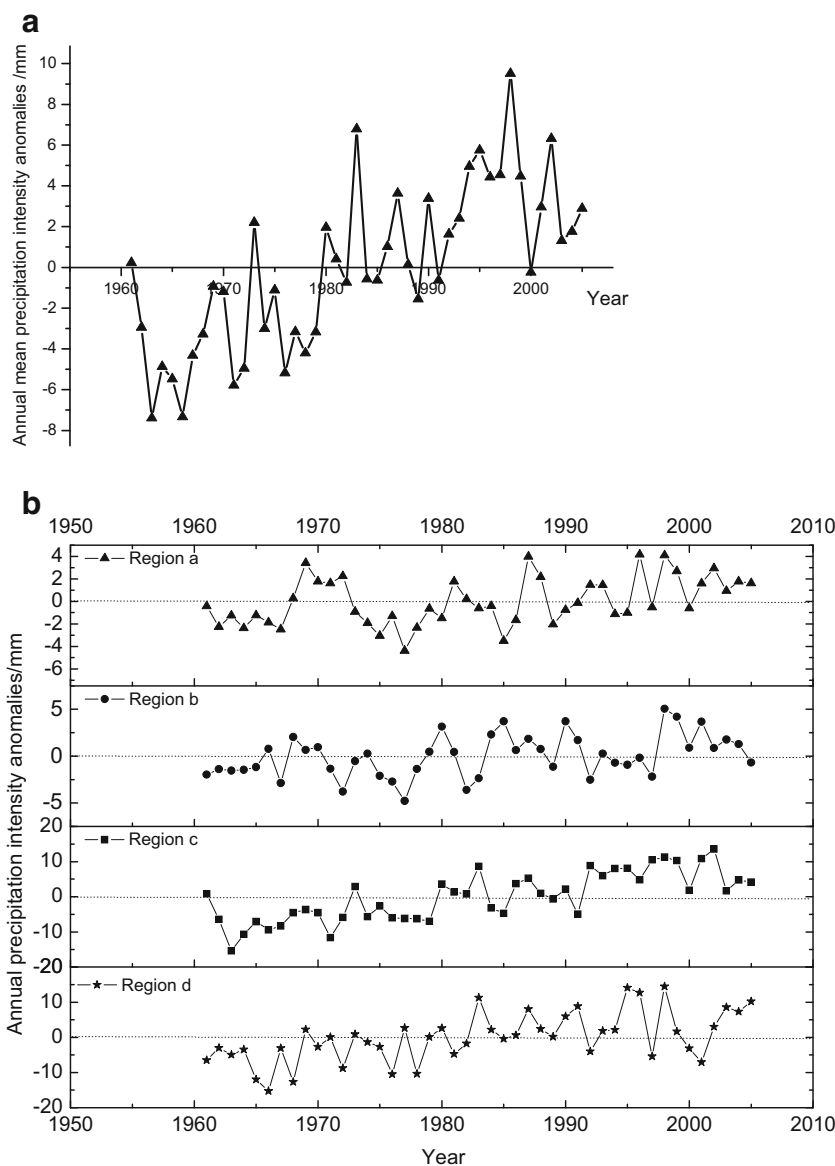 a
Annual mean precipitation intensity anomalies /mm
10
8
6
4
2
0
-2
-4
-6
-8
1960
1970
1980
1990
2000
Year
b
1950 1960 1970 1980 1990 2000 2010
Annual precipitation intensity anomalies/mm
Region a
4
2
0
-2
-4
-6
Region b
5
0
-5
20
Region c
10
0
-10
-20
20
Region d
10
0
-10
-20
1950 1960 1970 1980 1990 2000 2010
Year